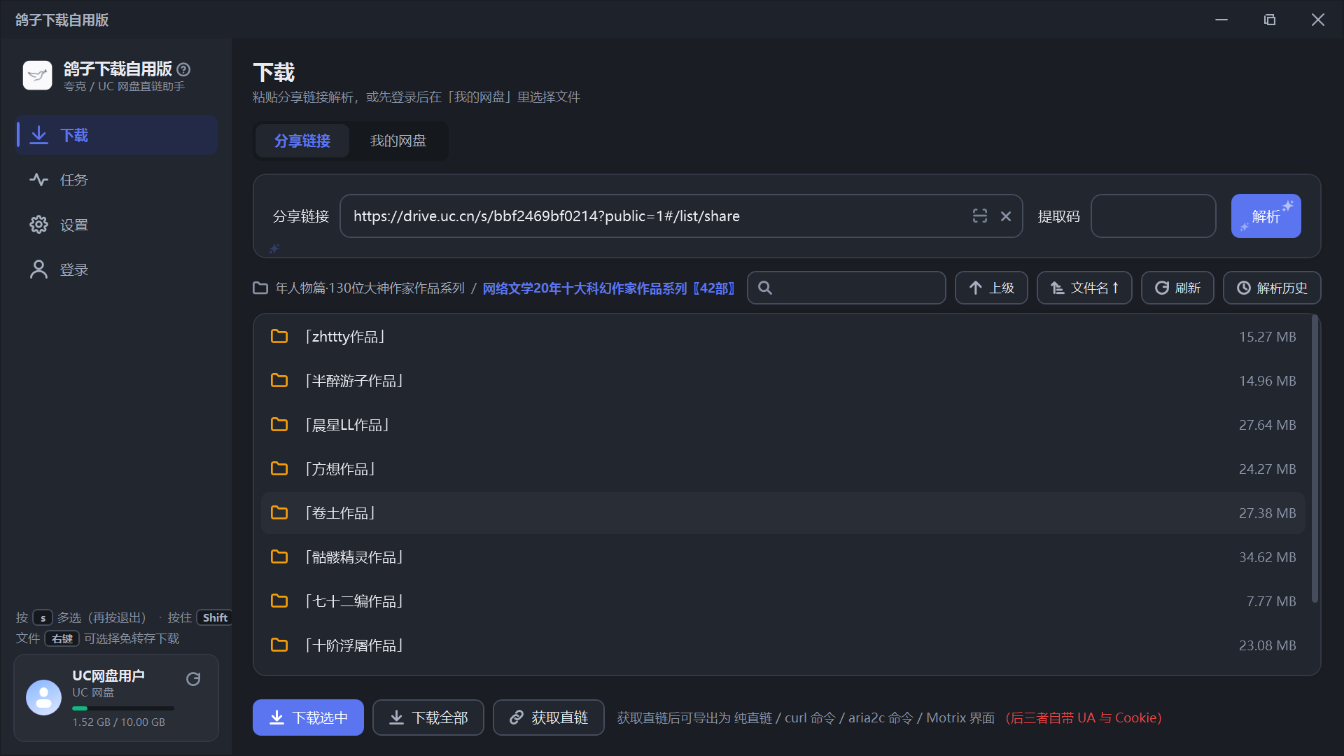 鸽子下载自用版
鸽子下载自用版
夸克 / UC 网盘直链助手
下载
任务
设置
登录
按 s 多选（再按退出） · 按住 Shift
文件 右键 可选择免转存下载
UC网盘用户
UC 网盘
1.52 GB / 10.00 GB
下载
粘贴分享链接解析，或先登录后在「我的网盘」里选择文件
分享链接 我的网盘
分享链接 https://drive.uc.cn/s/bbf2469bf0214?public=1#/list/share 提取码 解析
年人物篇·130位大神作家作品系列 / 网络文学20年十大科幻作家作品系列〖42部〗 上级 文件名↑ 刷新 解析历史
「zhttty作品」 15.27 MB
「半醉游子作品」 14.96 MB
「晨星LL作品」 27.64 MB
「方想作品」 24.27 MB
「卷土作品」 27.38 MB
「骷髅精灵作品」 34.62 MB
「七十二编作品」 7.77 MB
「十阶浮屠作品」 23.08 MB
下载选中 下载全部 获取直链 获取直链后可导出为 纯直链 / curl 命令 / aria2c 命令 / Motrix 界面 （后三者自带 UA 与 Cookie）